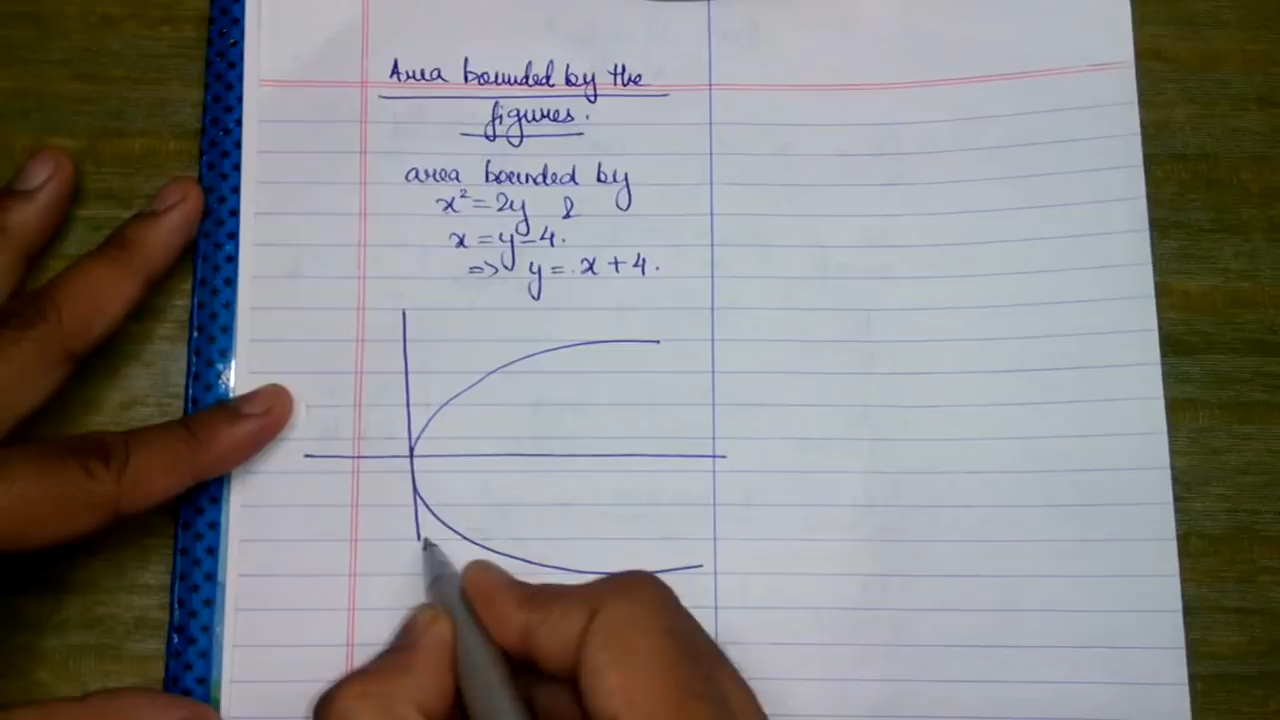 Area bounded by the
figures.
area bounded by
x² = 2y &
x = y - 4.
=> y = x + 4.